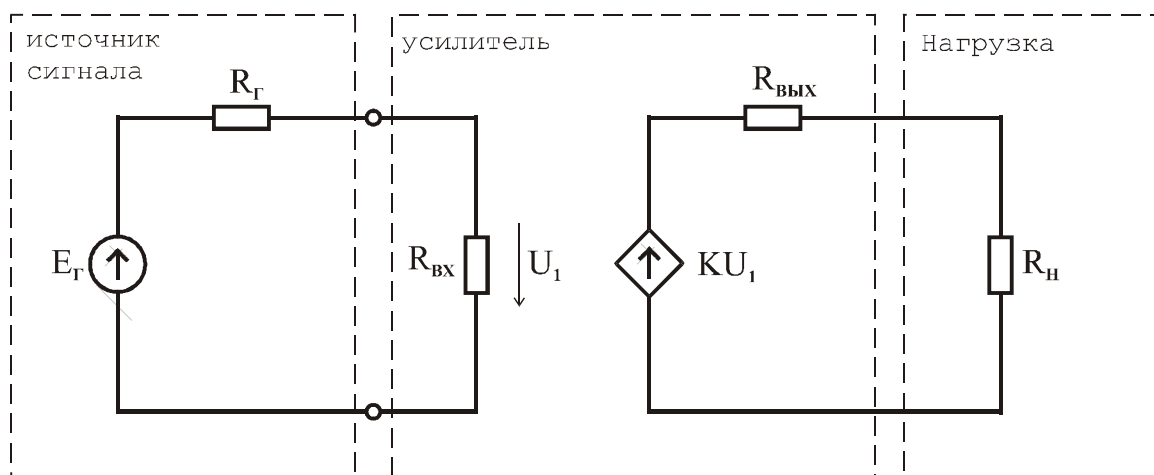 источник
сигнала
усилитель
Нагрузка
Rг
Rвых
Eг
Rвх
U1
KU1
Rн